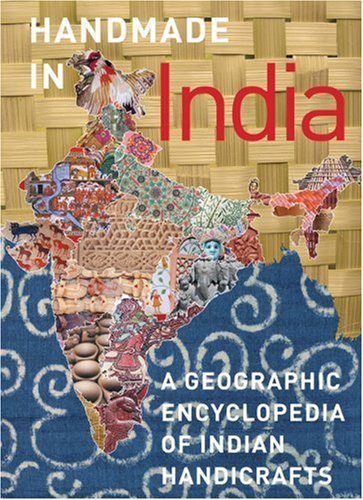 HANDMADE
IN
India
A GEOGRAPHIC
ENCYCLOPEDIA
OF INDIAN
HANDICRAFTS